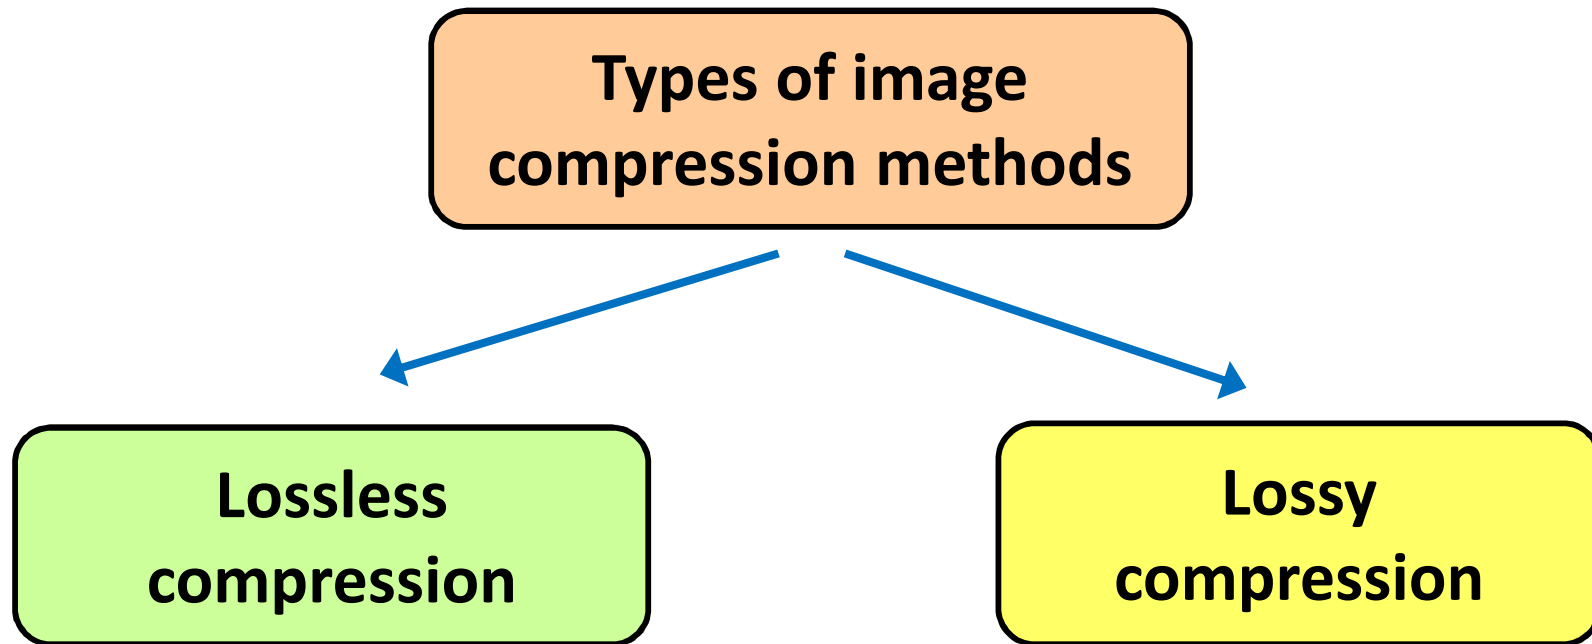 Types of image
compression methods
Lossless
compression
Lossy
compression